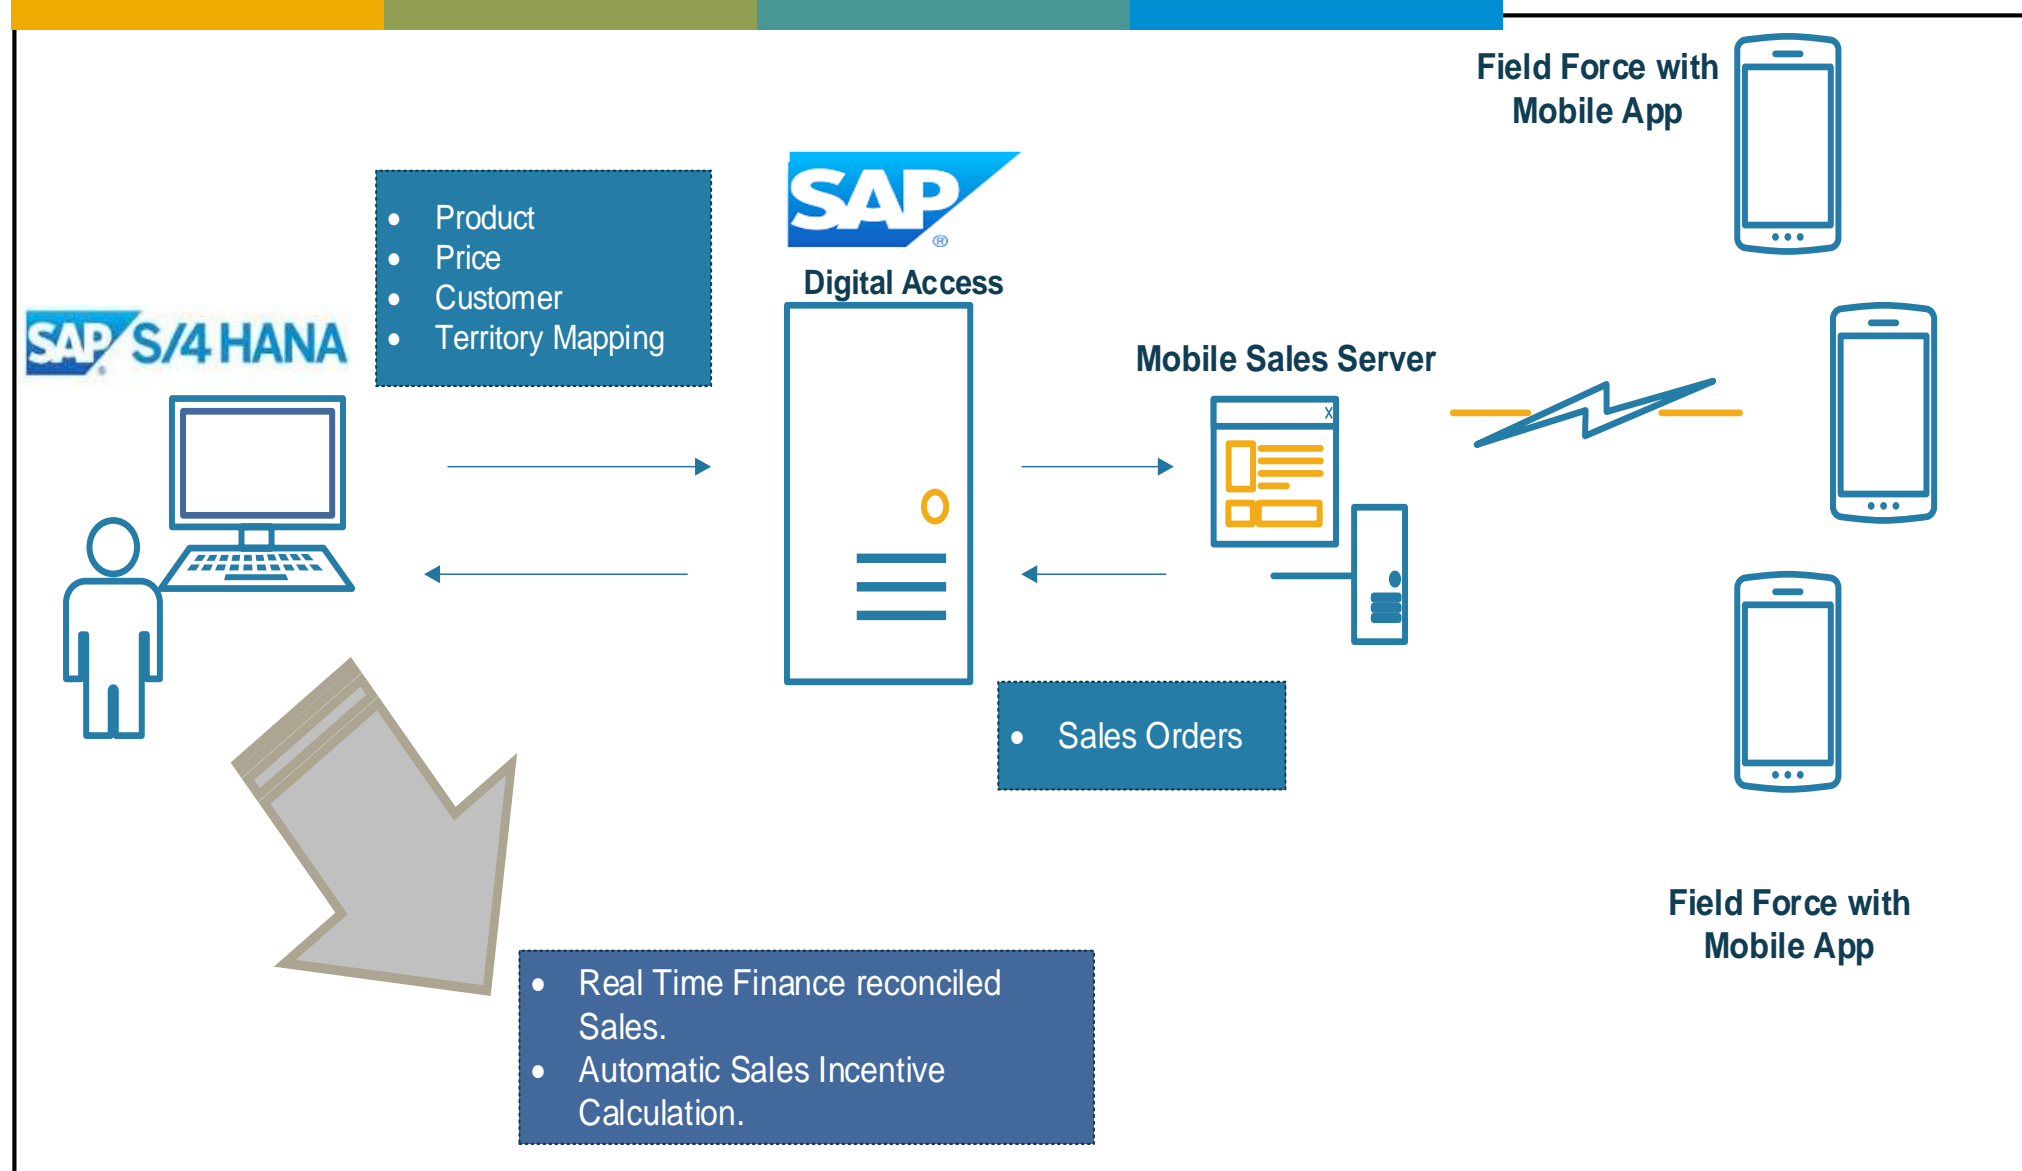 Field Force with
Mobile App
SAP
®
Digital Access
• Product
• Price
• Customer
• Territory Mapping
SAP S/4 HANA
Mobile Sales Server
X
• Sales Orders
Field Force with
Mobile App
• Real Time Finance reconciled
Sales.
• Automatic Sales Incentive
Calculation.